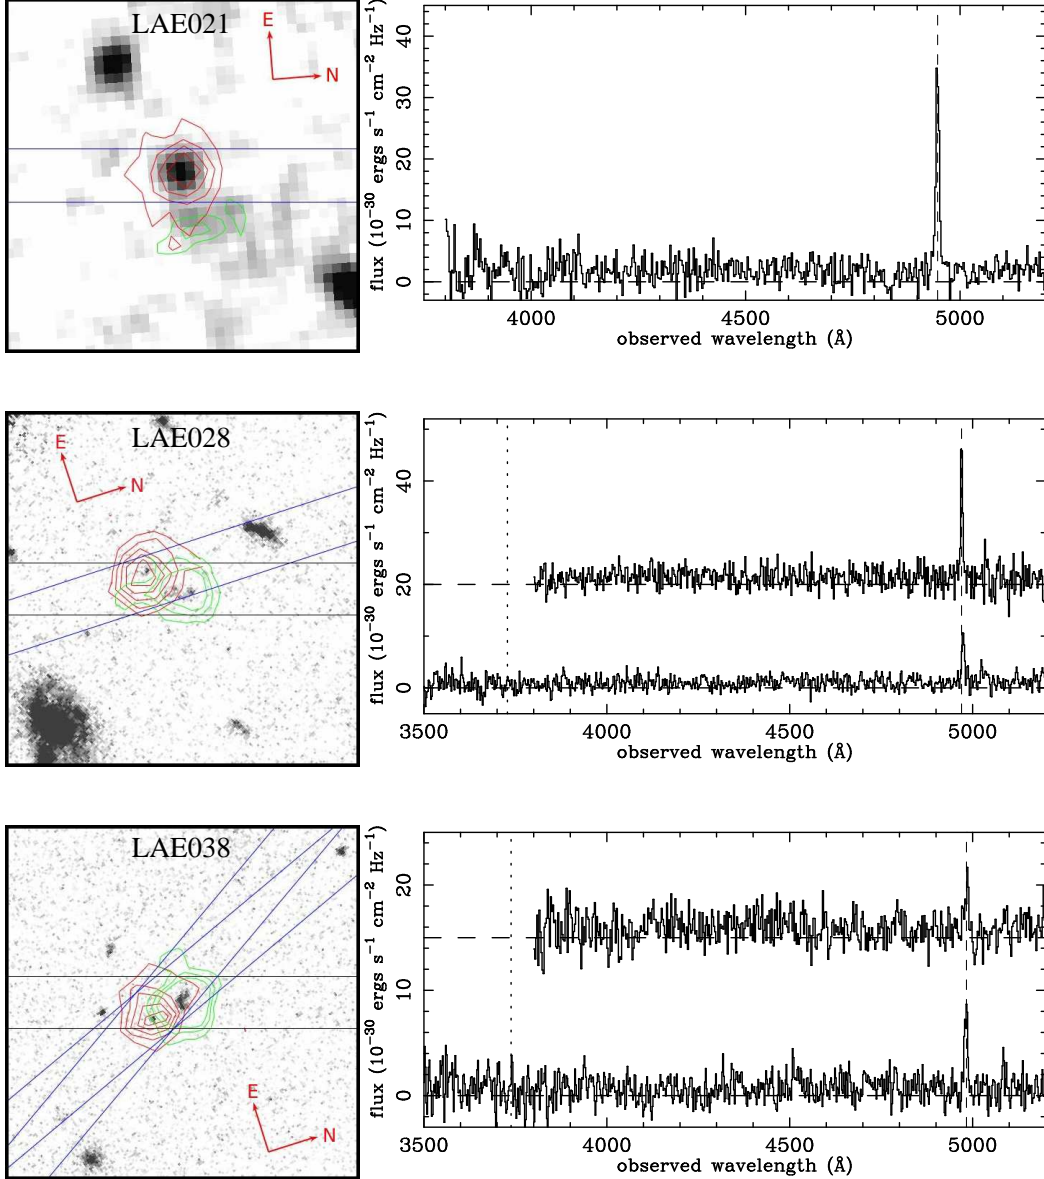 LAE021
E
N
flux (10⁻³⁰ ergs s⁻¹ cm⁻² Hz⁻¹)
40
30
20
10
0
4000 4500 5000
observed wavelength (Å)
LAE028
E
N
flux (10⁻³⁰ ergs s⁻¹ cm⁻² Hz⁻¹)
40
20
0
3500 4000 4500 5000
observed wavelength (Å)
LAE038
E
N
flux (10⁻³⁰ ergs s⁻¹ cm⁻² Hz⁻¹)
20
10
0
3500 4000 4500 5000
observed wavelength (Å)